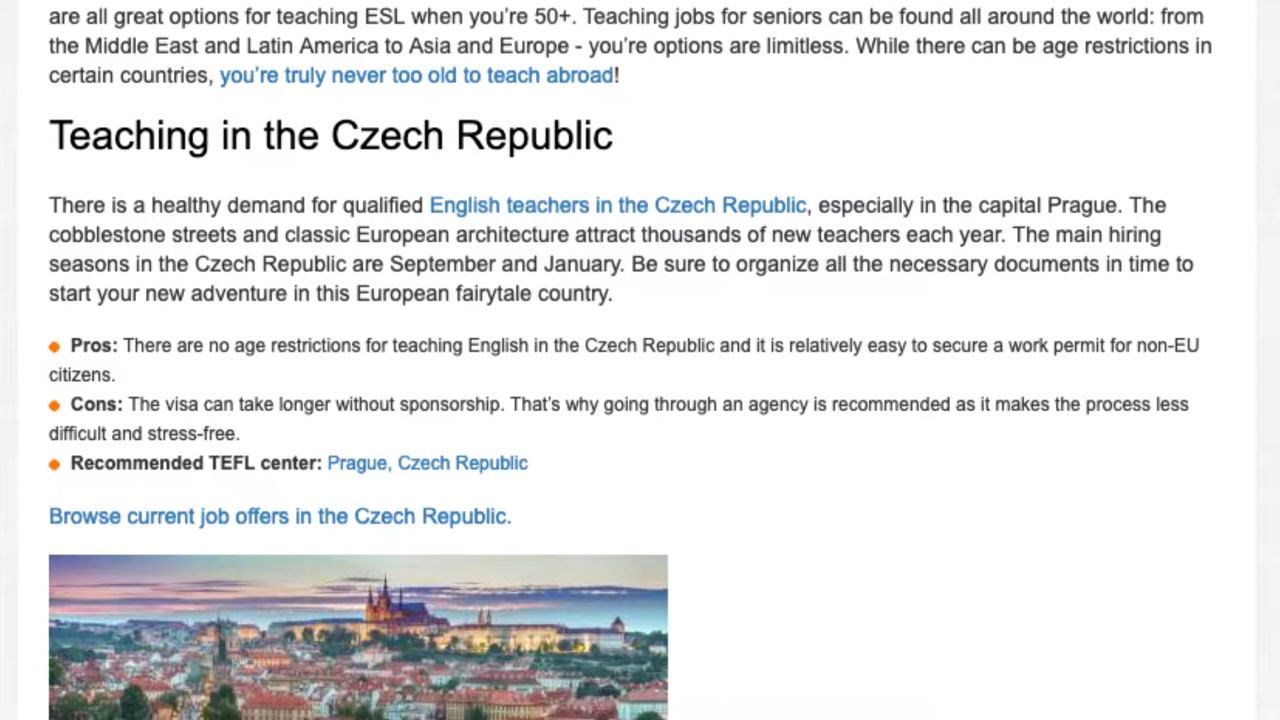 are all great options for teaching ESL when you’re 50+. Teaching jobs for seniors can be found all around the world: from
the Middle East and Latin America to Asia and Europe - you’re options are limitless. While there can be age restrictions in
certain countries, you’re truly never too old to teach abroad!
Teaching in the Czech Republic
There is a healthy demand for qualified English teachers in the Czech Republic, especially in the capital Prague. The
cobblestone streets and classic European architecture attract thousands of new teachers each year. The main hiring
seasons in the Czech Republic are September and January. Be sure to organize all the necessary documents in time to
start your new adventure in this European fairytale country.
Pros: There are no age restrictions for teaching English in the Czech Republic and it is relatively easy to secure a work permit for non-EU
citizens.
Cons: The visa can take longer without sponsorship. That’s why going through an agency is recommended as it makes the process less
difficult and stress-free.
Recommended TEFL center: Prague, Czech Republic
Browse current job offers in the Czech Republic.